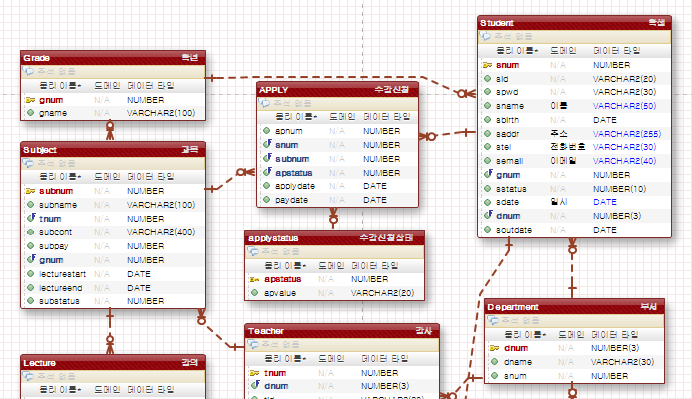 Grade 학년
주석 없음
물리 이름* 도메인 데이터 타입
gnum N/A NUMBER
gname N/A VARCHAR2(100)
Subject 과목
주석 없음
물리 이름* 도메인 데이터 타입
subnum N/A NUMBER
subname N/A VARCHAR2(100)
tnum N/A NUMBER
subcont N/A VARCHAR2(400)
subpay N/A NUMBER
gnum N/A NUMBER
lecturestart N/A DATE
lectureend N/A DATE
substatus N/A NUMBER
Lecture 강의
주석 없음
물리 이름* 도메인 데이터 타입
APPLY 수강신청
주석 없음
물리 이름* 도메인 데이터 타입
apnum N/A NUMBER
snum N/A NUMBER
subnum N/A NUMBER
apstatus N/A NUMBER
applydate N/A DATE
paydate N/A DATE
applystatus 수강신청상태
주석 없음
물리 이름* 도메인 데이터 타입
apstatus N/A NUMBER
apvalue N/A VARCHAR2(20)
Teacher 강사
주석 없음
물리 이름* 도메인 데이터 타입
tnum N/A NUMBER
dnum N/A NUMBER(3)
Student 학생
주석 없음
물리 이름* 도메인 데이터 타입
snum N/A NUMBER
sid N/A VARCHAR2(20)
spwd N/A VARCHAR2(30)
sname 이름 VARCHAR2(50)
sbirth N/A DATE
saddr 주소 VARCHAR2(255)
stel 전화번호 VARCHAR2(30)
semail 이메일 VARCHAR2(40)
gnum N/A NUMBER
sstatus N/A NUMBER(10)
sdate 일시 DATE
dnum N/A NUMBER(3)
soutdate N/A DATE
Department 부서
주석 없음
물리 이름* 도메인 데이터 타입
dnum N/A NUMBER(3)
dname N/A VARCHAR2(30)
snum N/A NUMBER